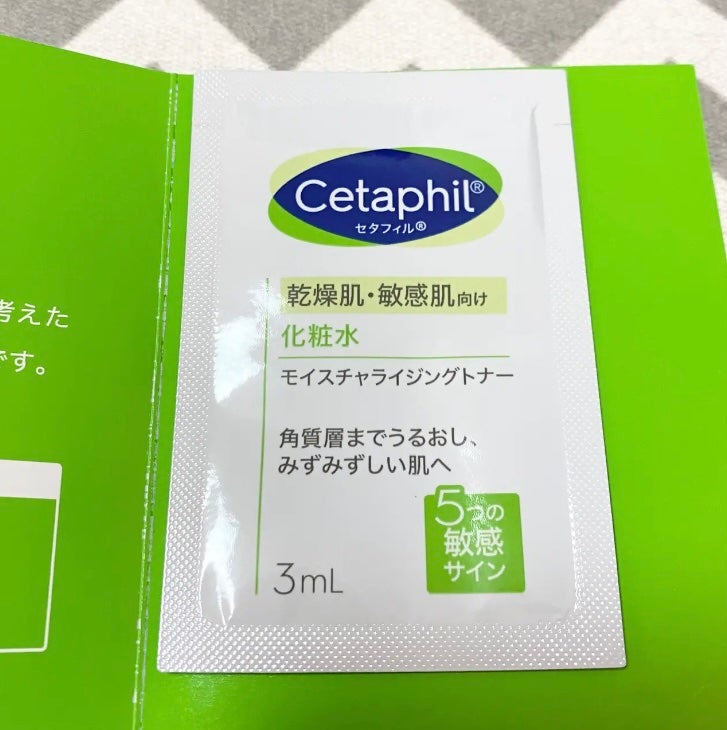 考えた
です。
Cetaphil®
セタフィル®
乾燥肌・敏感肌向け
化粧水
モイスチャライジングトナー
角質層までうるおし、
みずみずしい肌へ
5つの
敏感
サイン
3mL